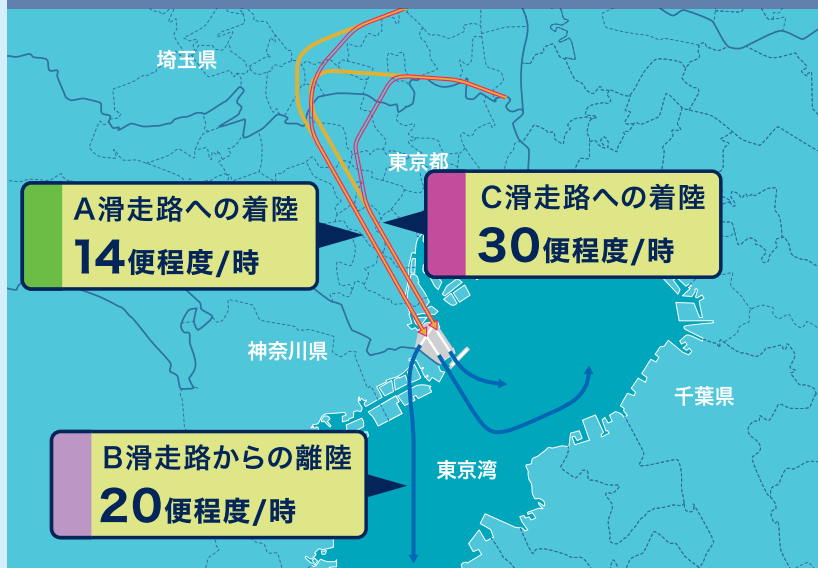 埼玉県
東京都
A滑走路への着陸
14便程度/時
C滑走路への着陸
30便程度/時
神奈川県
千葉県
B滑走路からの離陸
20便程度/時
東京湾